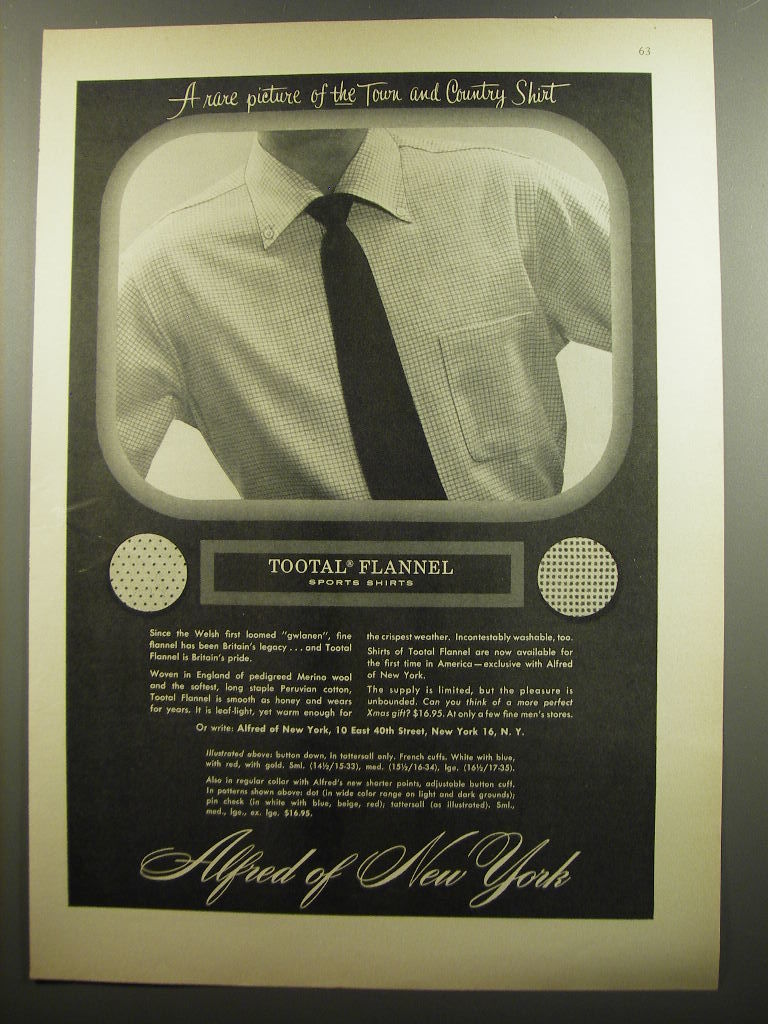 63
A rare picture of the Town and Country Shirt
TOOTAL® FLANNEL
SPORTS SHIRTS
Since the Welsh first loomed "gwlanen", fine
flannel has been Britain's legacy . . . and Tootal
Flannel is Britain's pride.
Woven in England of pedigreed Merino wool
and the softest, long staple Peruvian cotton,
Tootal Flannel is smooth as honey and wears
for years. It is leaf-light, yet warm enough for
the crispest weather. Incontestably washable, too.
Shirts of Tootal Flannel are now available for
the first time in America—exclusive with Alfred
of New York.
The supply is limited, but the pleasure is
unbounded. Can you think of a more perfect
Xmas gift? $16.95. At only a few fine men's stores.
Or write: Alfred of New York, 10 East 40th Street, New York 16, N. Y.
Illustrated above: button down, in tattersall only. French cuffs. White with blue,
with red, with gold. Sml. (14½/15-33), med. (15½/16-34), lge. (16½/17-35).
Also in regular collar with Alfred's new shorter points, adjustable button cuff.
In patterns shown above: dot (in wide color range on light and dark grounds);
pin check (in white with blue, beige, red); tattersall (as illustrated). Sml.,
med., lge., ex. lge. $16.95.
Alfred of New York